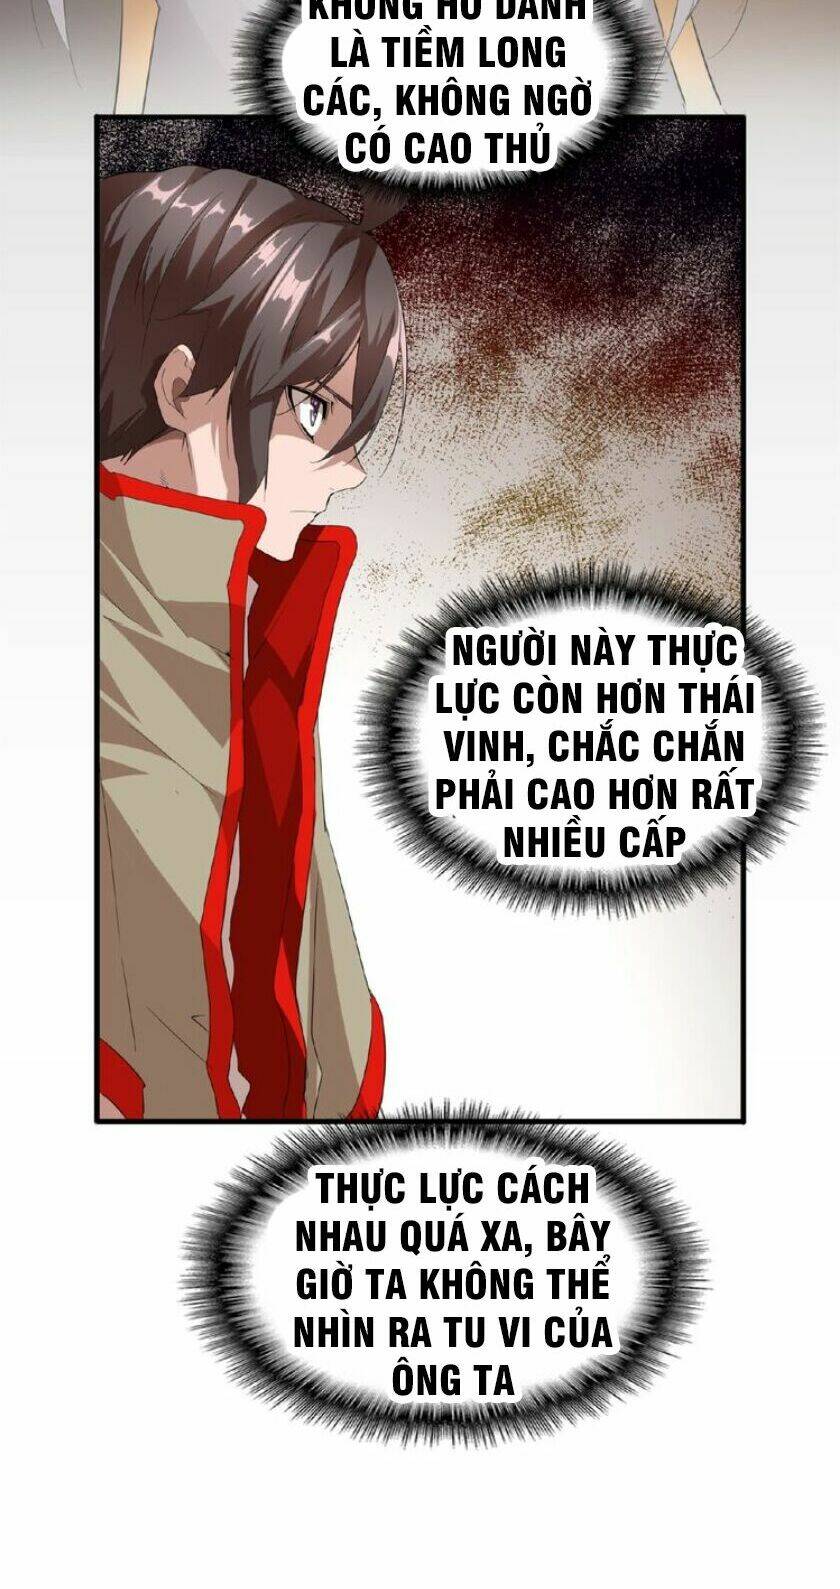 KHÔNG HỔ DANH
LÀ TIỀM LONG
CÁC, KHÔNG NGỜ
CÓ CAO THỦ
NGƯỜI NÀY THỰC
LỰC CÒN HƠN THÁI
VINH, CHẮC CHẮN
PHẢI CAO HƠN RẤT
NHIỀU CẤP
THỰC LỰC CÁCH
NHAU QUÁ XA, BÂY
GIỜ TA KHÔNG THỂ
NHÌN RA TU VI CỦA
ÔNG TA